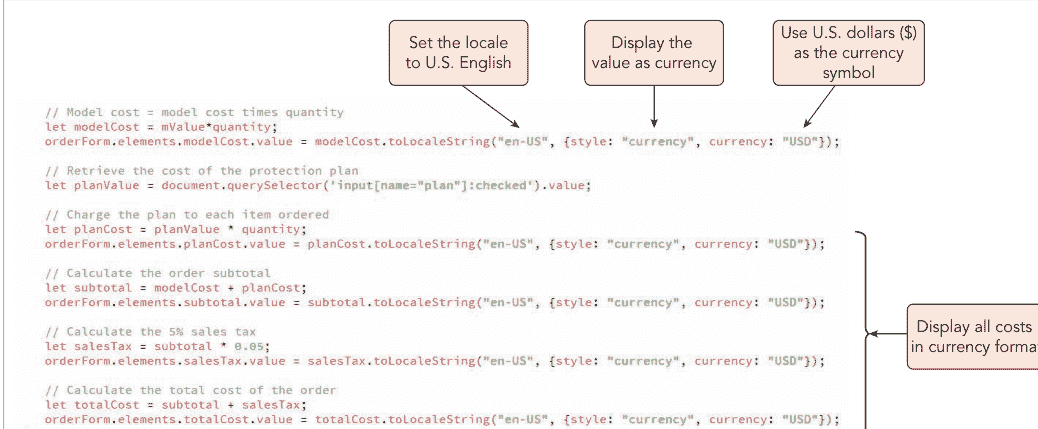 Set the locale
to U.S. English
Display the
value as currency
Use U.S. dollars ($)
as the currency
symbol
// Model cost = model cost times quantity
let modelCost = mValue*quantity;
orderForm.elements.modelCost.value = modelCost.toLocaleString("en-US", {style: "currency", currency: "USD"});
// Retrieve the cost of the protection plan
let planValue = document.querySelector('input[name="plan"]:checked').value;
// Charge the plan to each item ordered
let planCost = planValue * quantity;
orderForm.elements.planCost.value = planCost.toLocaleString("en-US", {style: "currency", currency: "USD"});
// Calculate the order subtotal
let subtotal = modelCost + planCost;
orderForm.elements.subtotal.value = subtotal.toLocaleString("en-US", {style: "currency", currency: "USD"});
// Calculate the 5% sales tax
let salesTax = subtotal * 0.05;
orderForm.elements.salesTax.value = salesTax.toLocaleString("en-US", {style: "currency", currency: "USD"});
// Calculate the total cost of the order
let totalCost = subtotal + salesTax;
orderForm.elements.totalCost.value = totalCost.toLocaleString("en-US", {style: "currency", currency: "USD"});
Display all costs
in currency forma